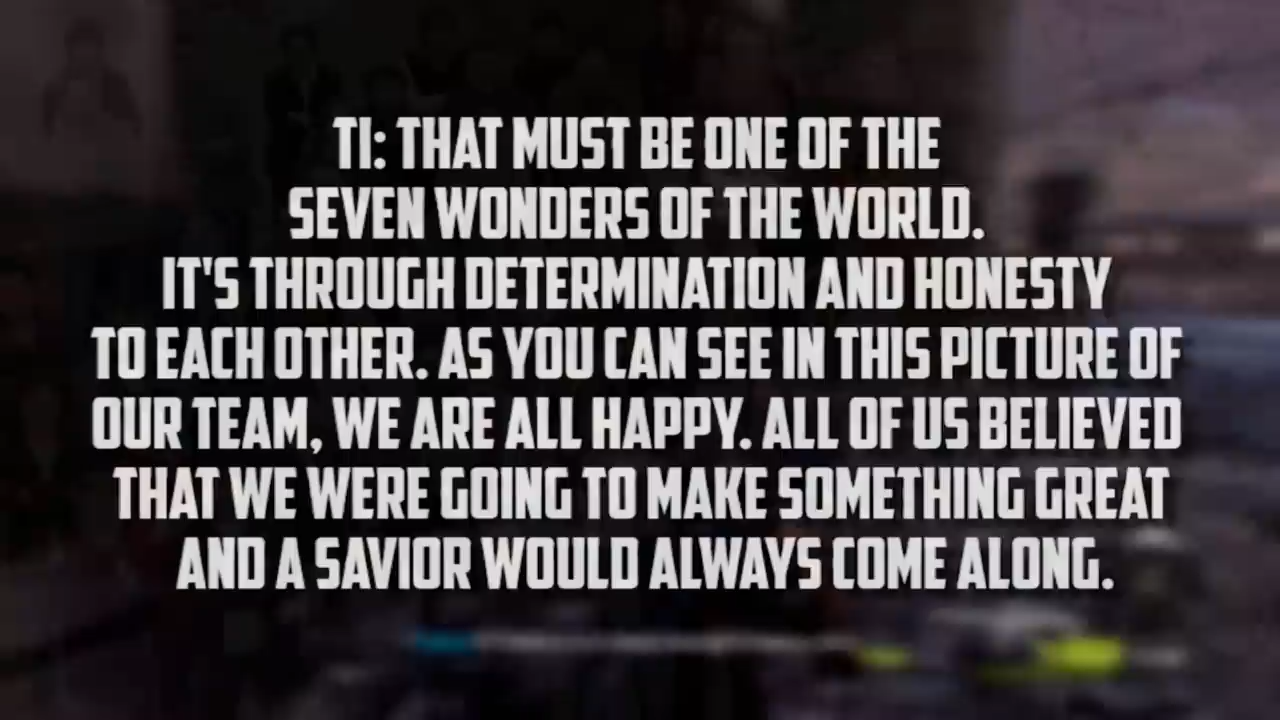 TI: THAT MUST BE ONE OF THE
SEVEN WONDERS OF THE WORLD.
IT'S THROUGH DETERMINATION AND HONESTY
TO EACH OTHER. AS YOU CAN SEE IN THIS PICTURE OF
OUR TEAM, WE ARE ALL HAPPY. ALL OF US BELIEVED
THAT WE WERE GOING TO MAKE SOMETHING GREAT
AND A SAVIOR WOULD ALWAYS COME ALONG.